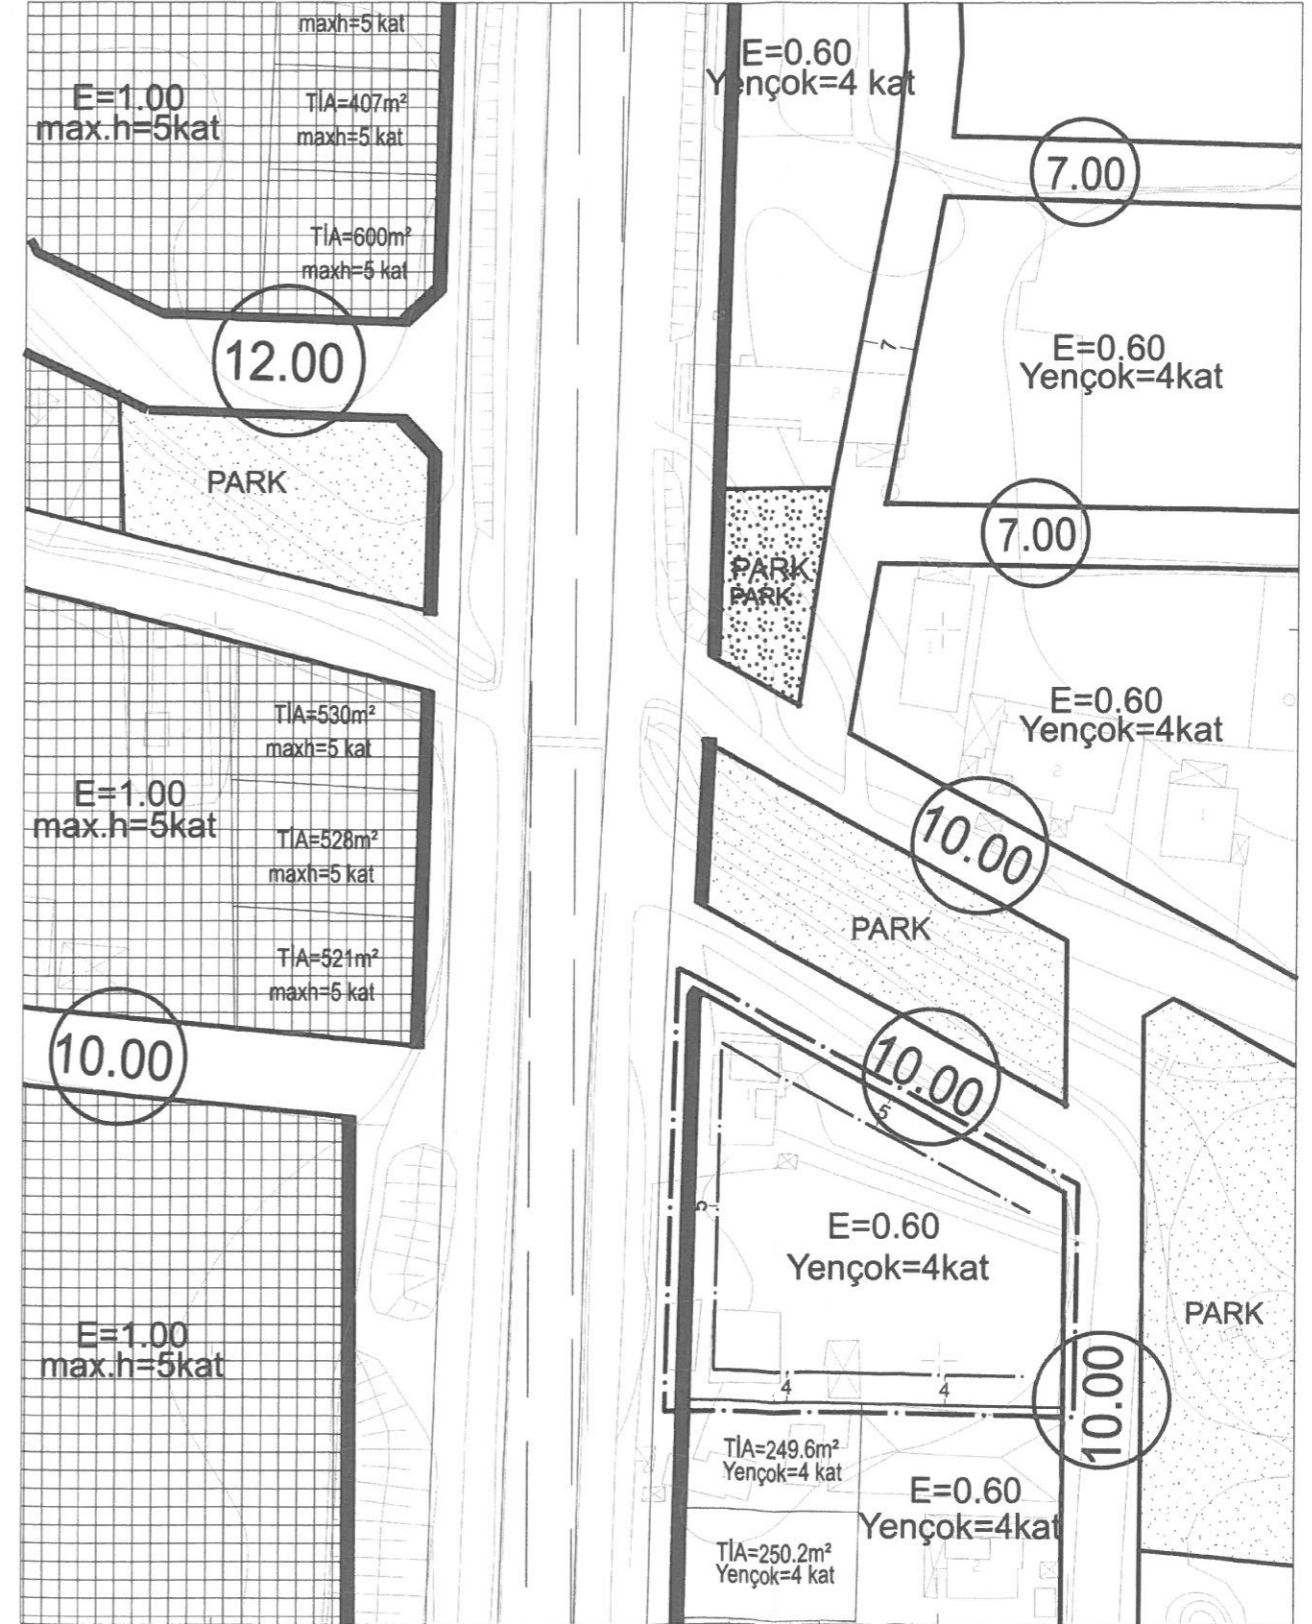 maxh=5 kat
E=1.00
max.h=5kat
TİA=407m²
maxh=5 kat
TİA=600m²
maxh=5 kat
12.00
PARK
TİA=530m²
maxh=5 kat
E=1.00
max.h=5kat
TİA=528m²
maxh=5 kat
TİA=521m²
maxh=5 kat
10.00
E=1.00
max.h=5kat
E=0.60
Yençok=4 kat
7.00
7
E=0.60
Yençok=4kat
7.00
PARK
PARK
E=0.60
Yençok=4kat
2
1
10.00
PARK
10.00
5
5
E=0.60
Yençok=4kat
4
4
10.00
PARK
TİA=249.6m²
Yençok=4 kat
E=0.60
Yençok=4kat
TİA=250.2m²
Yençok=4 kat
2